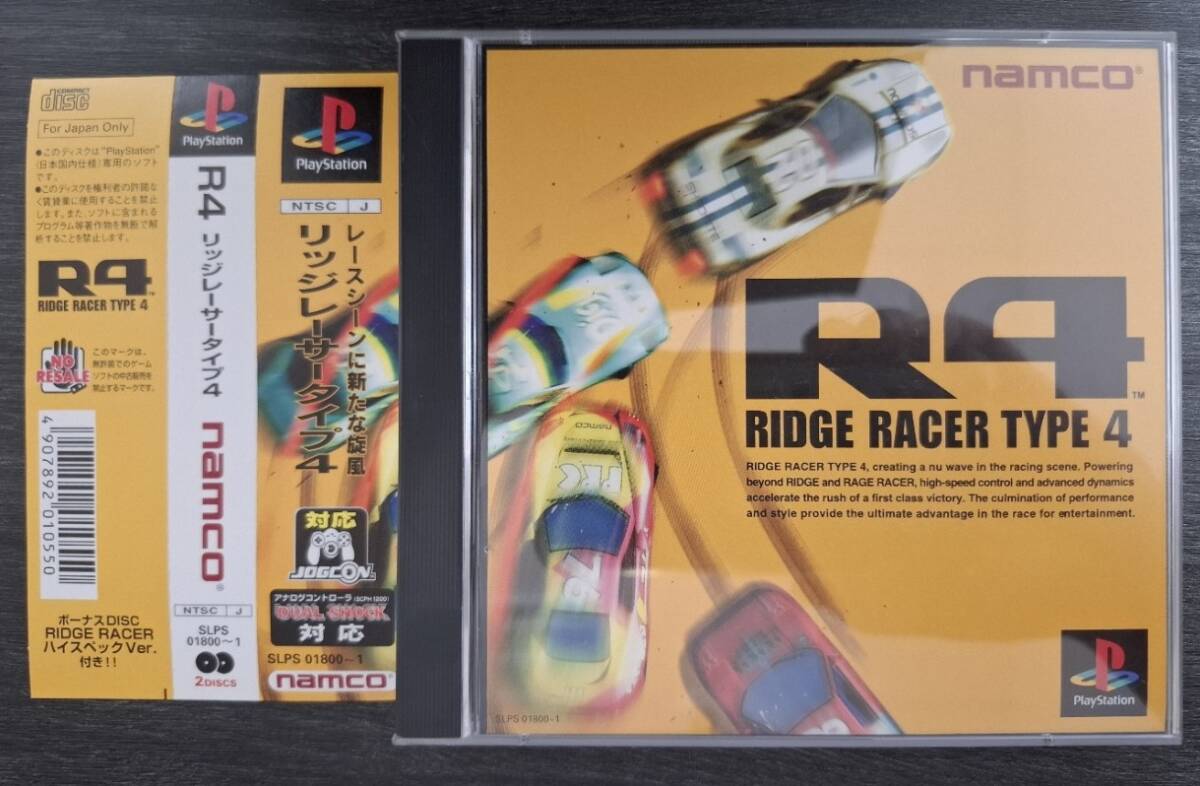 COMPACT
disc
For Japan Only
●このディスクは"PlayStation"
(日本国内仕様)専用のソフト
です。
●このディスクを権利者の許諾な
く賃貸業に使用することを禁止
します。また、ソフトに含まれる
プログラム等著作物を無断で解
析することを禁止します。
R4
RIDGE RACER TYPE 4
NO
RESALE
このマークは、
無許諾でのゲーム
ソフトの中古販売を
禁止するマークです。
4907892010550
ボーナスDISC
RIDGE RACER
ハイスペックVer.
付き!!
PlayStation
R4 リッジレーサータイプ4
namco
NTSC J
SLPS
01800~1
2DISCS
PlayStation
NTSC J
レースシーンに新たな旋風
リッジレーサータイプ4
対応
JOGCON
アナログコントローラ(SCPH1200)
DUAL SHOCK
対応
SLPS 01800~1
namco
namco
R4
RIDGE RACER TYPE 4
RIDGE RACER TYPE 4, creating a nu wave in the racing scene. Powering
beyond RIDGE and RAGE RACER, high-speed control and advanced dynamics
accelerate the rush of a first class victory. The culmination of performance
and style provide the ultimate advantage in the race for entertainment.
namco
PRC
76
PlayStation
SLPS 01800~1